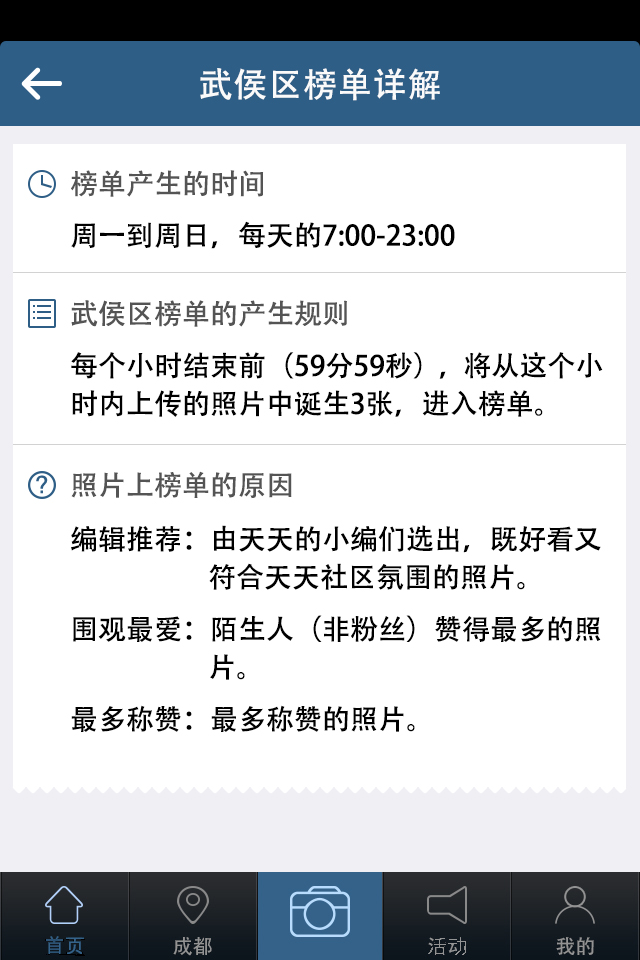 武侯区榜单详解
榜单产生的时间
周一到周日，每天的7:00-23:00
武侯区榜单的产生规则
每个小时结束前（59分59秒），将从这个小
时内上传的照片中诞生3张，进入榜单。
照片上榜单的原因
编辑推荐：由天天的小编们选出，既好看又
符合天天社区氛围的照片。
围观最爱：陌生人（非粉丝）赞得最多的照
片。
最多称赞：最多称赞的照片。
首页
成都
活动
我的